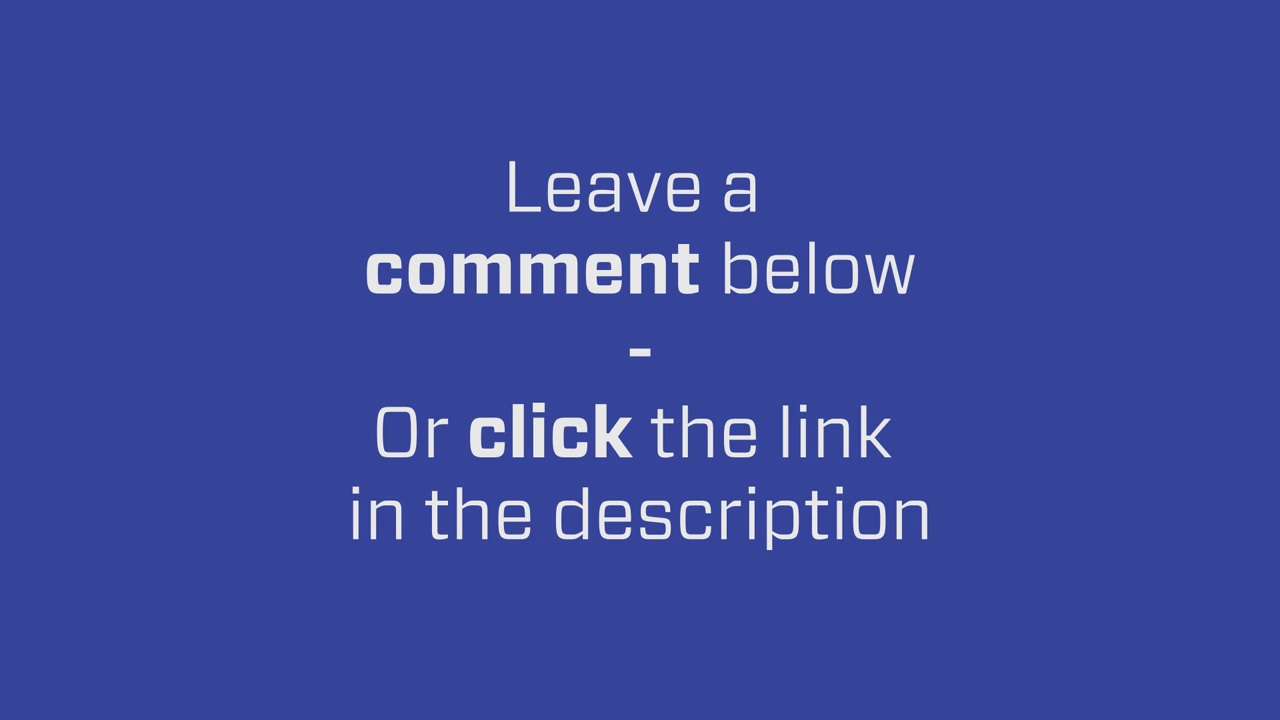 Leave a
comment below
-
Or click the link
in the description